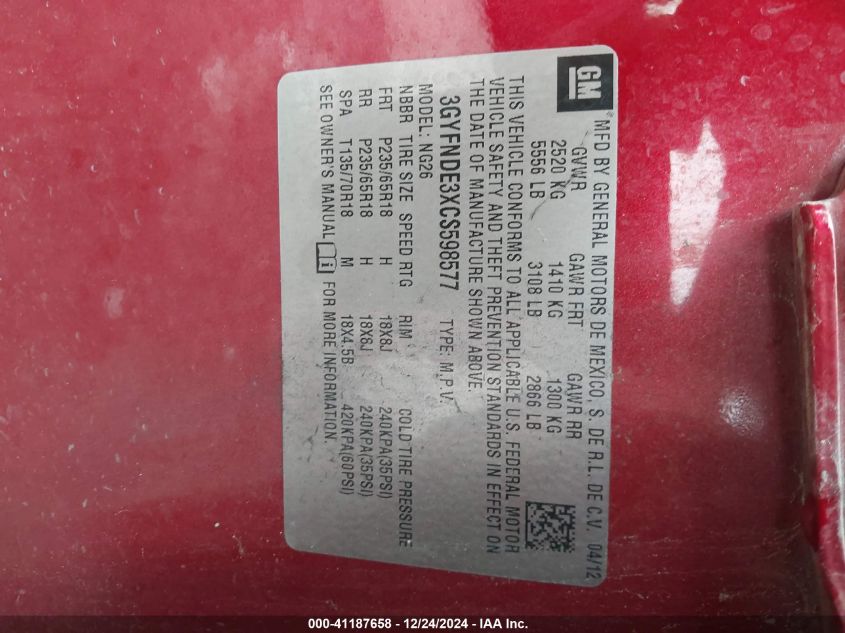 GM
MFD BY GENERAL MOTORS DE MEXICO, S. DE R.L. DE C.V. 04/12
GVWR GAWR FRT GAWR RR
2520 KG 1410 KG 1300 KG
5556 LB 3108 LB 2866 LB
THIS VEHICLE CONFORMS TO ALL APPLICABLE U.S. FEDERAL MOTOR
VEHICLE SAFETY AND THEFT PREVENTION STANDARDS IN EFFECT ON
THE DATE OF MANUFACTURE SHOWN ABOVE.
3GYFNDE3XCS598577 TYPE: M.P.V.
MODEL: NG26
NBBR TIRE SIZE SPEED RTG RIM COLD TIRE PRESSURE
FRT P235/65R18 H 18X8J 240KPA(35PSI)
RR P235/65R18 H 18X8J 240KPA(35PSI)
SPA T135/70R18 M 18X4.5B 420KPA(60PSI)
SEE OWNER'S MANUAL i FOR MORE INFORMATION.
000-41187658 - 12/24/2024 - IAA Inc.